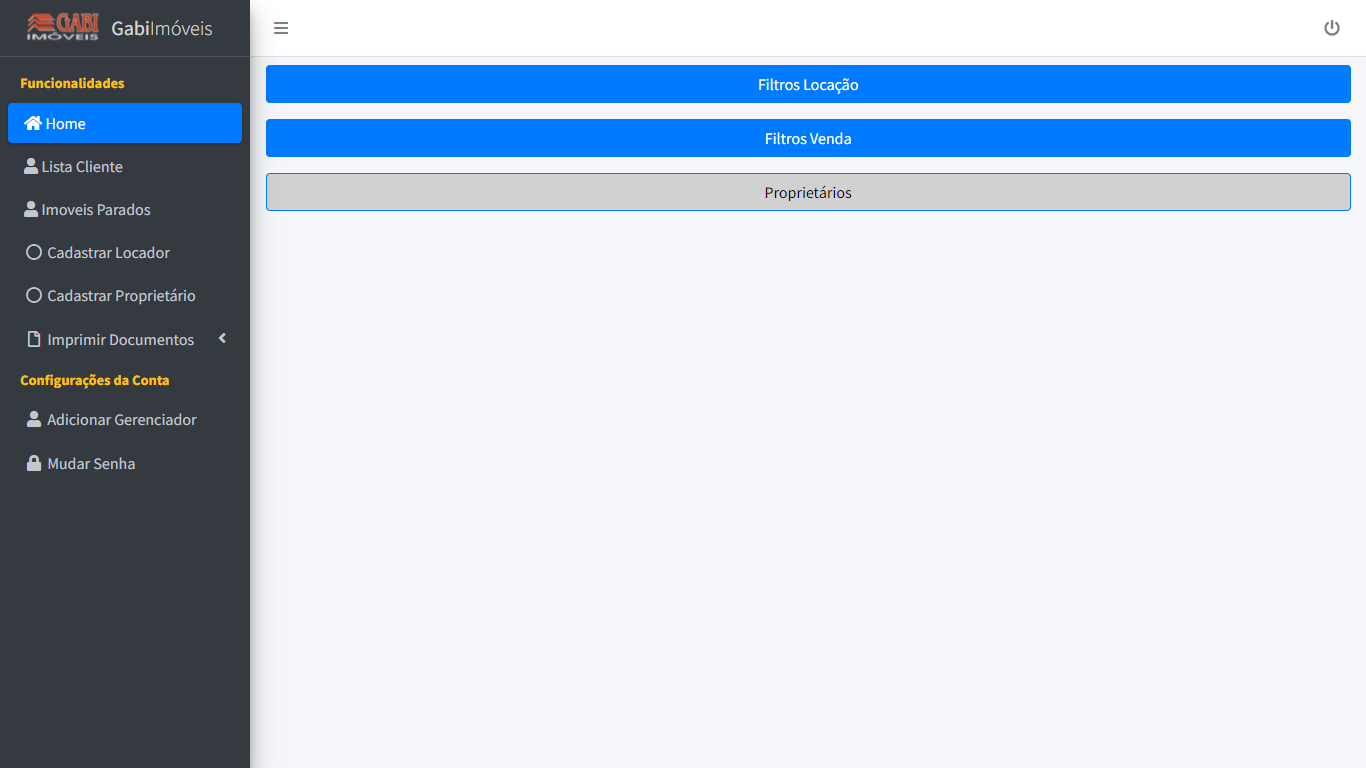 GABI
IMÓVEIS
GabiImóveis
Funcionalidades
Home
Lista Cliente
Imoveis Parados
Cadastrar Locador
Cadastrar Proprietário
Imprimir Documentos
Configurações da Conta
Adicionar Gerenciador
Mudar Senha
Filtros Locação
Filtros Venda
Proprietários